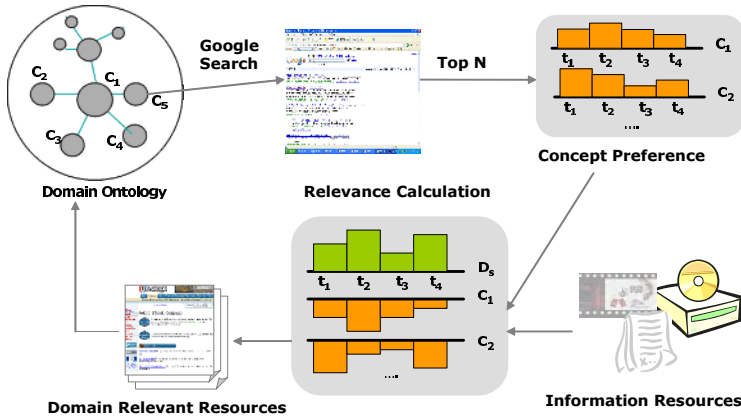 C₂
C₁
C₅
C₃
C₄
Domain Ontology
Google
Search
Top N
t₁ t₂ t₃ t₄ C₁
t₁ t₂ t₃ t₄ C₂
....
Concept Preference
Relevance Calculation
t₁ t₂ t₃ t₄ Dₛ
C₁
C₂
....
Domain Relevant Resources
Information Resources